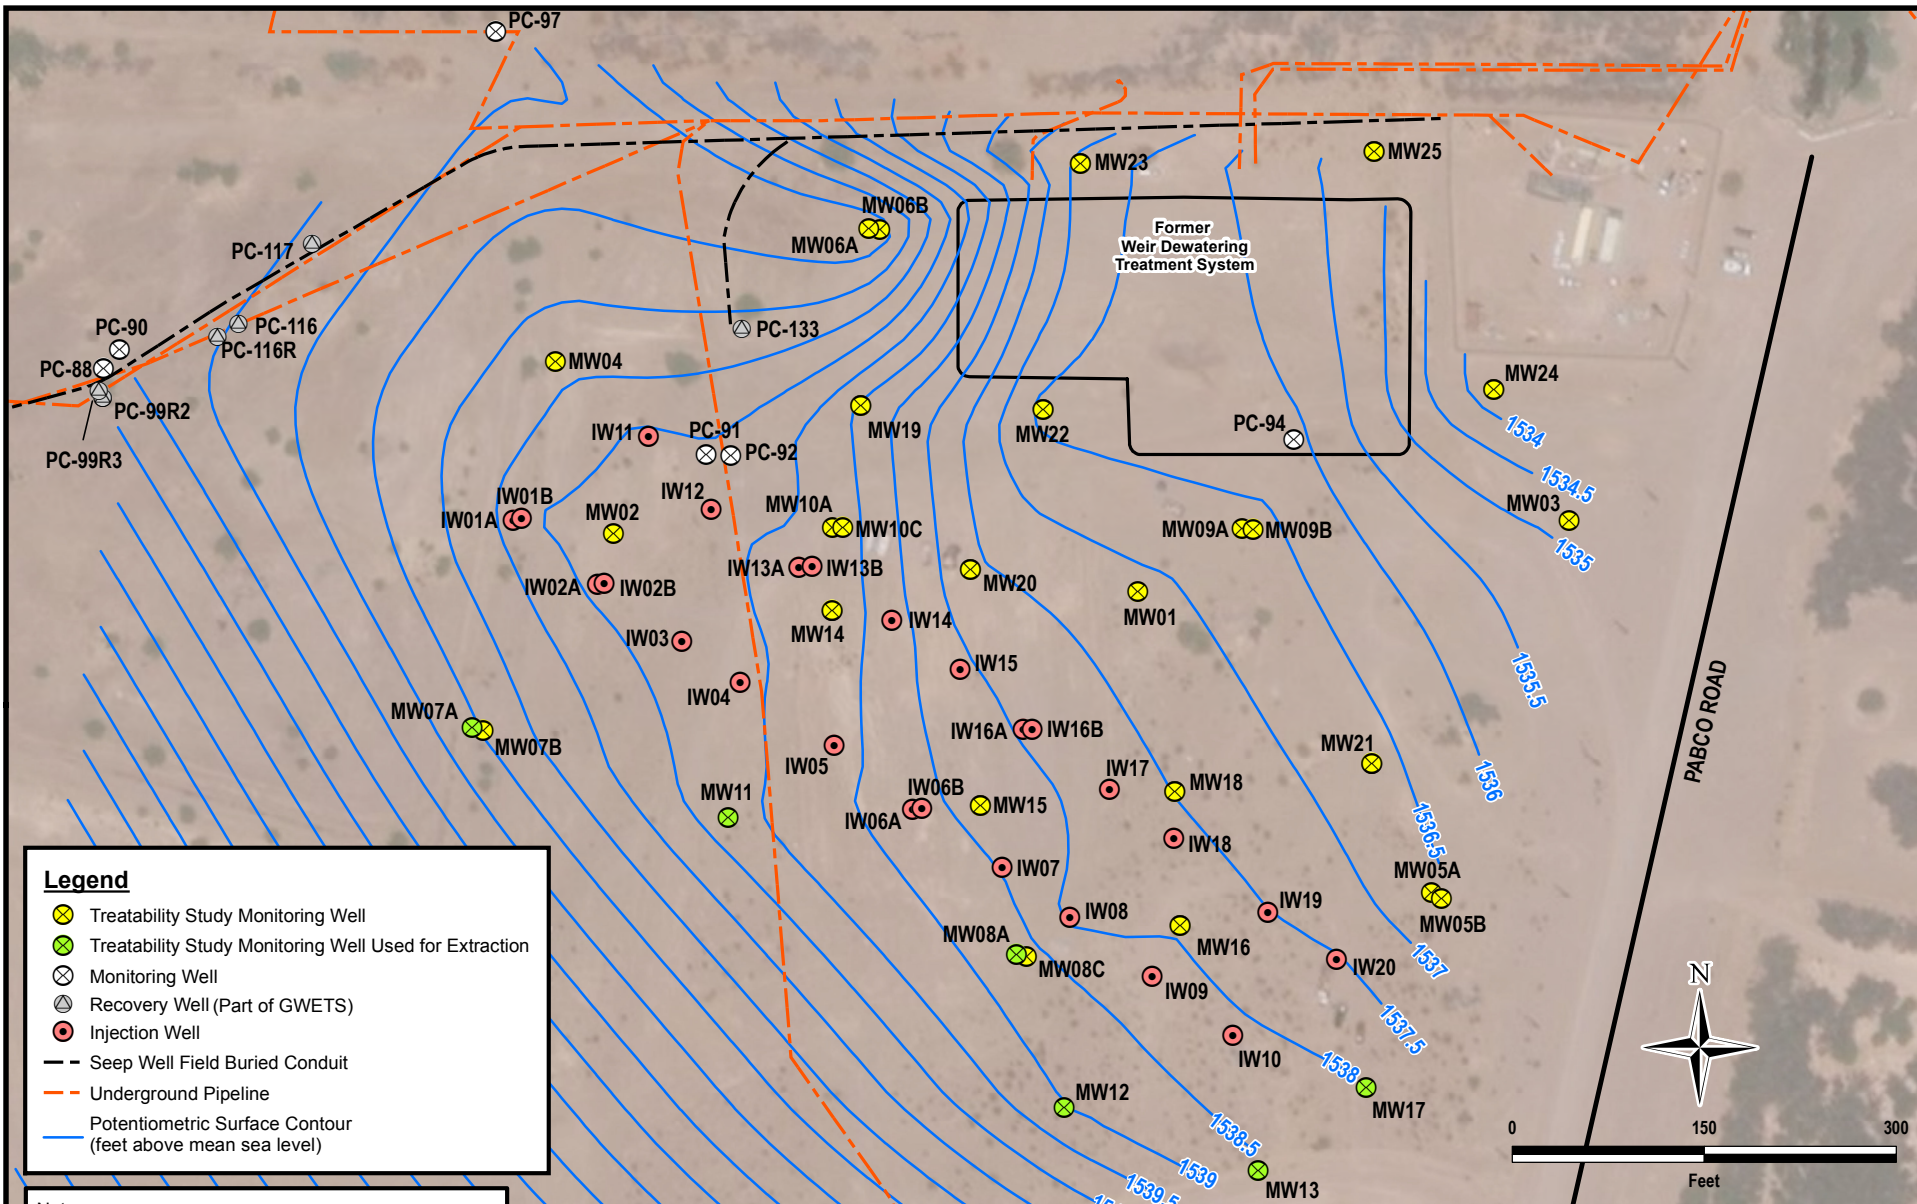 PC-97
MW23
MW25
MW06B
MW06A
Former
Weir Dewatering
Treatment System
PC-117
PC-116
PC-116R
PC-90
PC-88
PC-99R2
PC-99R3
PC-133
MW04
MW24
MW19
MW22
PC-94
1534
IW11
PC-91
PC-92
1534.5
IW01B
IW01A
MW02
IW12
MW10A
MW10C
MW09A
MW09B
MW03
1535
IW02A
IW02B
IW13A
IW13B
MW20
MW01
MW14
IW14
IW03
IW15
1535.5
IW04
MW07A
MW07B
IW16A
IW16B
PABCO ROAD
IW05
MW21
IW17
MW18
1536
MW11
IW06B
IW06A
MW15
IW18
1536.5
IW07
MW05A
MW05B
IW08
IW19
MW08A
MW08C
MW16
1537
IW20
IW09
1537.5
IW10
1538
MW17
MW12
1538.5
1539
1539.5
MW13
N
0
150
300
Feet
Legend
Treatability Study Monitoring Well
Treatability Study Monitoring Well Used for Extraction
Monitoring Well
Recovery Well (Part of GWETS)
Injection Well
Seep Well Field Buried Conduit
Underground Pipeline
Potentiometric Surface Contour
(feet above mean sea level)